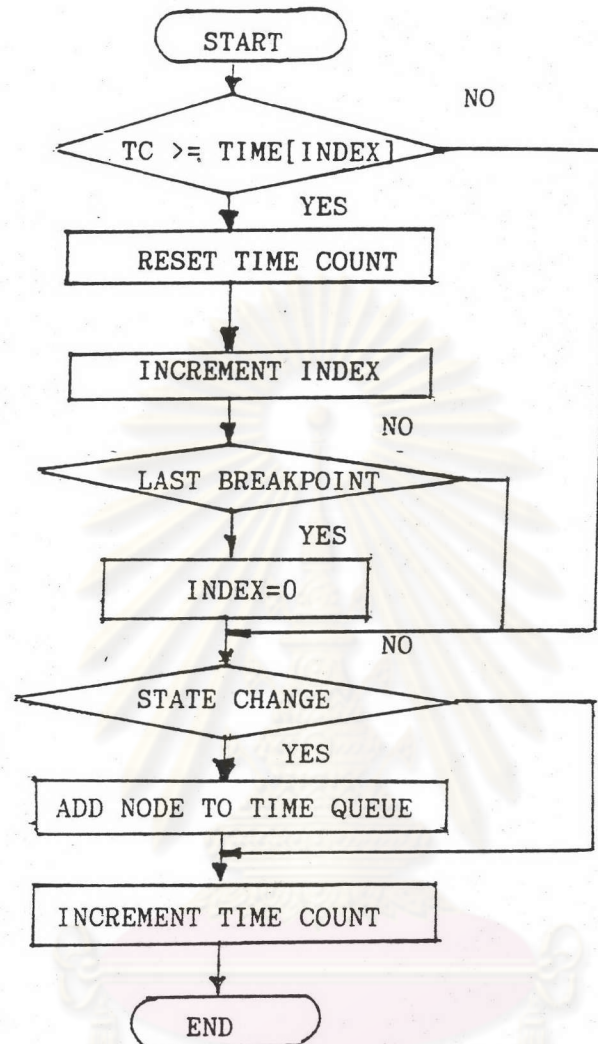 START
NO
TC >= TIME[INDEX]
YES
RESET TIME COUNT
INCREMENT INDEX
NO
LAST BREAKPOINT
YES
INDEX=0
NO
STATE CHANGE
YES
ADD NODE TO TIME QUEUE
INCREMENT TIME COUNT
END